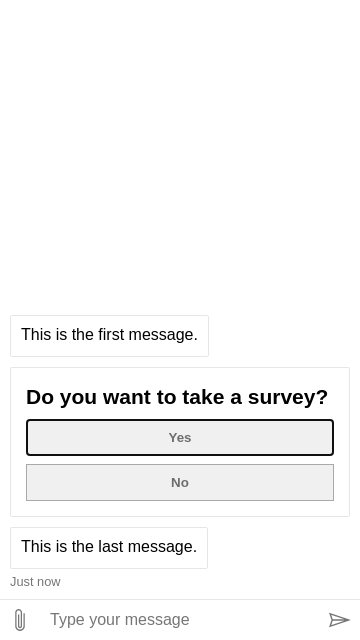 This is the first message.
Do you want to take a survey?
Yes
No
This is the last message.
Just now
Type your message